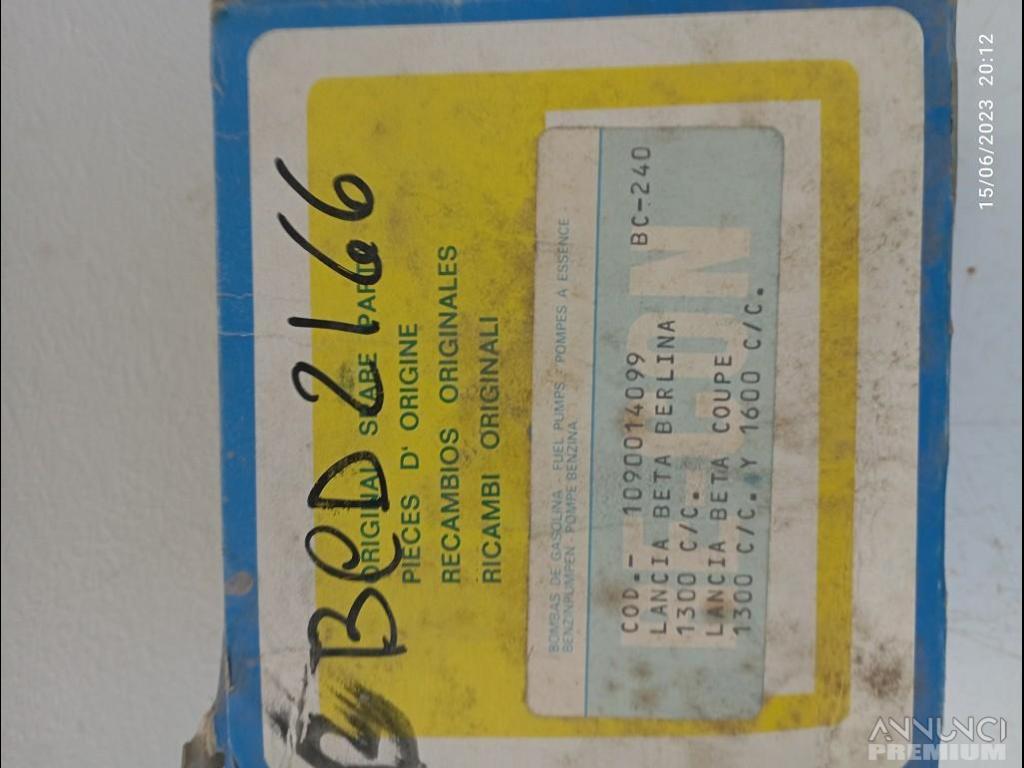 BCD 2166
ORIGINAL SPARE PARTS
PIECES D' ORIGINE
RECAMBIOS ORIGINALES
RICAMBI ORIGINALI
BOMBAS DE GASOLINA - FUEL PUMPS - POMPES A ESSENCE
BENZINPUMPEN - POMPE BENZINA
COD.- 1090014099 BC-240
LANCIA BETA BERLINA
1300 C/C.
LANCIA BETA COUPE
1300 C/C. Y 1600 C/C.
15/06/2023 20:12
ANNUNCI
PREMIUM